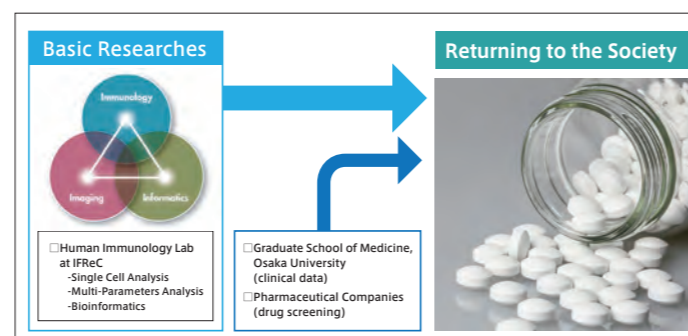 Basic Researches
Immunology
Imaging
Informatics
□Human Immunology Lab
at IFReC
-Single Cell Analysis
-Multi-Parameters Analysis
-Bioinformatics
□Graduate School of Medicine,
Osaka University
(clinical data)
□Pharmaceutical Companies
(drug screening)
Returning to the Society